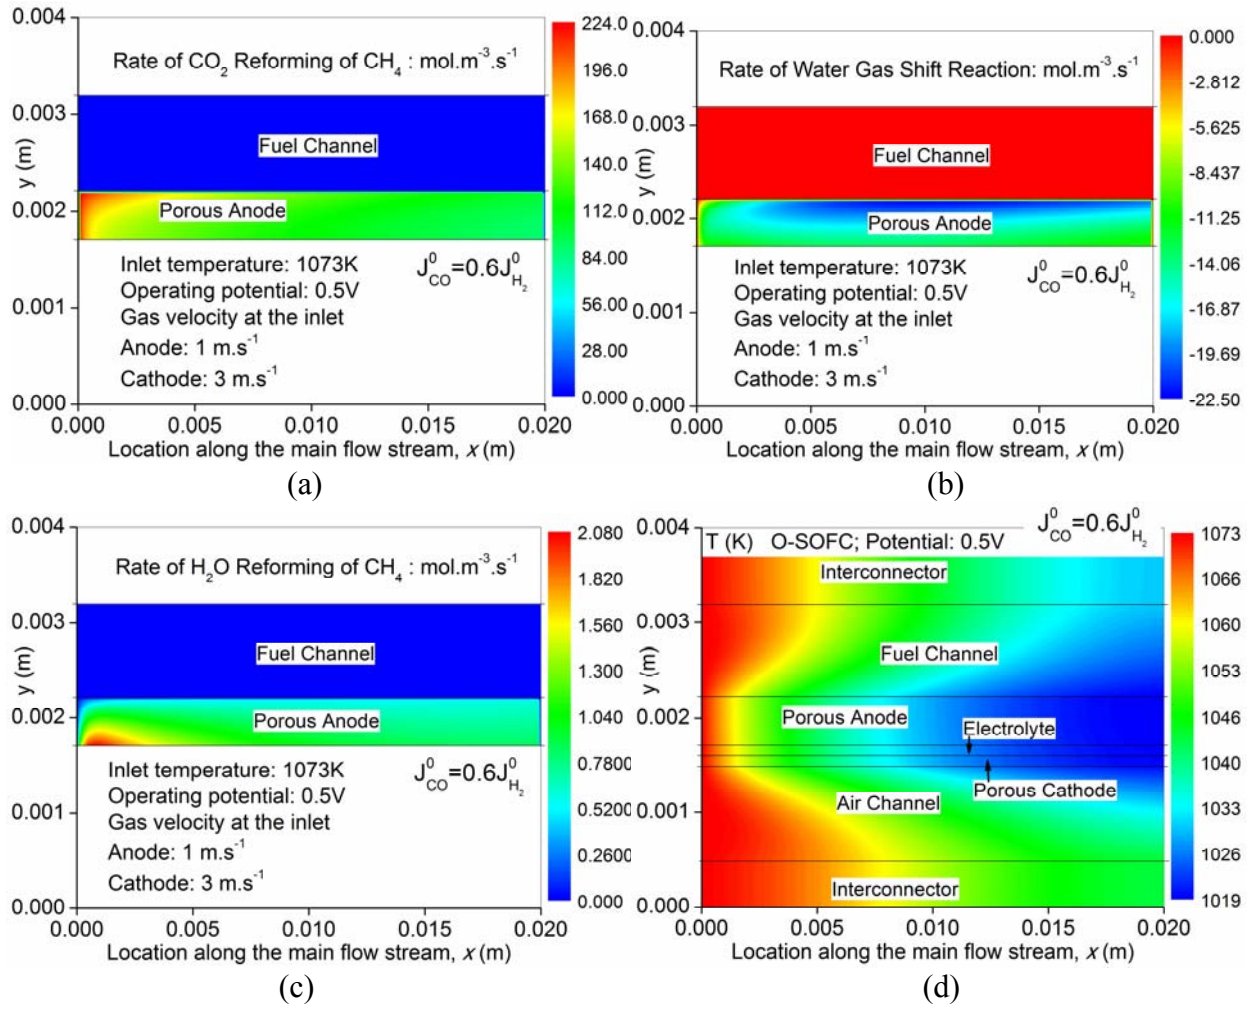 0.004
0.003
0.002
0.001
0.000
y (m)
Rate of CO₂ Reforming of CH₄ : mol.m⁻³.s⁻¹
Fuel Channel
Porous Anode
Inlet temperature: 1073K
J⁰CO=0.6J⁰H₂
Operating potential: 0.5V
Gas velocity at the inlet
Anode: 1 m.s⁻¹
Cathode: 3 m.s⁻¹
0.000 0.005 0.010 0.015 0.020
Location along the main flow stream, x (m)
224.0
196.0
168.0
140.0
112.0
84.00
56.00
28.00
0.000
(a)
0.004
0.003
0.002
0.001
0.000
y (m)
Rate of Water Gas Shift Reaction: mol.m⁻³.s⁻¹
Fuel Channel
Porous Anode
Inlet temperature: 1073K
J⁰CO=0.6J⁰H₂
Operating potential: 0.5V
Gas velocity at the inlet
Anode: 1 m.s⁻¹
Cathode: 3 m.s⁻¹
0.000 0.005 0.010 0.015 0.020
Location along the main flow stream, x (m)
0.000
-2.812
-5.625
-8.437
-11.25
-14.06
-16.87
-19.69
-22.50
(b)
0.004
0.003
0.002
0.001
0.000
y (m)
Rate of H₂O Reforming of CH₄ : mol.m⁻³.s⁻¹
Fuel Channel
Porous Anode
Inlet temperature: 1073K
J⁰CO=0.6J⁰H₂
Operating potential: 0.5V
Gas velocity at the inlet
Anode: 1 m.s⁻¹
Cathode: 3 m.s⁻¹
0.000 0.005 0.010 0.015 0.020
Location along the main flow stream, x (m)
2.080
1.820
1.560
1.300
1.040
0.7800
0.5200
0.2600
0.000
(c)
J⁰CO=0.6J⁰H₂
0.004
0.003
0.002
0.001
0.000
y (m)
T (K) O-SOFC; Potential: 0.5V
Interconnector
Fuel Channel
Porous Anode
Electrolyte
Porous Cathode
Air Channel
Interconnector
0.000 0.005 0.010 0.015 0.020
Location along the main flow stream, x (m)
1073
1066
1060
1053
1046
1040
1033
1026
1019
(d)